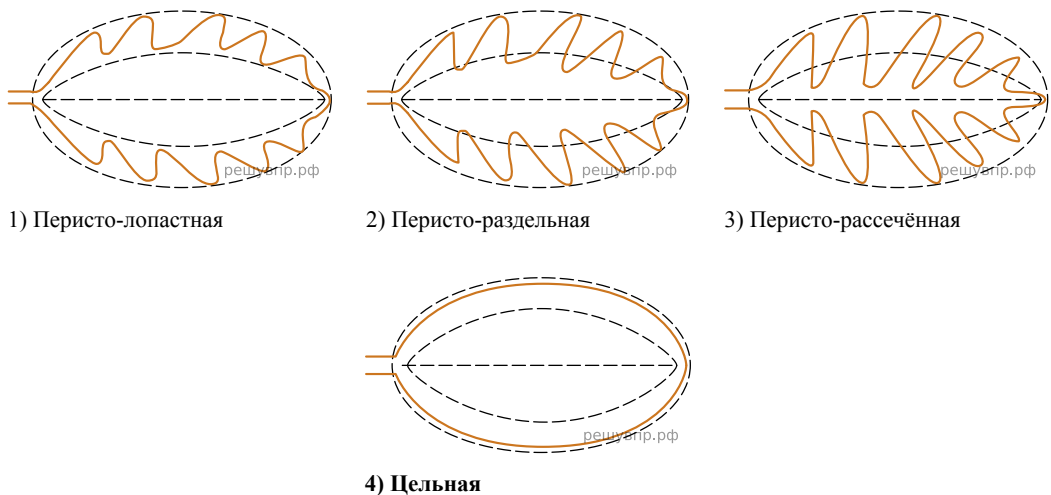 решувпр.рф
решувпр.рф
решувпр.рф
1) Перисто-лопастная
2) Перисто-раздельная
3) Перисто-рассечённая
решувпр.рф
4) Цельная